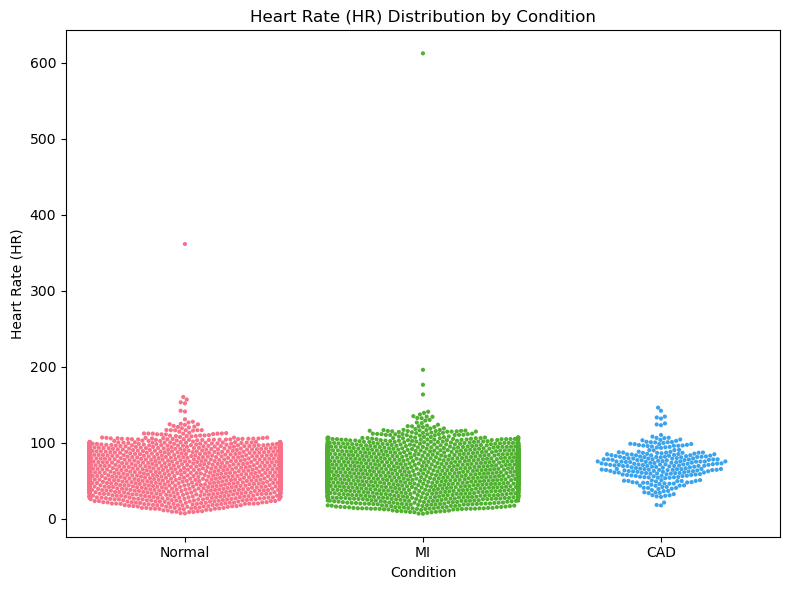 Heart Rate (HR) Distribution by Condition
600
500
400
300
200
100
0
Heart Rate (HR)
Normal
MI
CAD
Condition